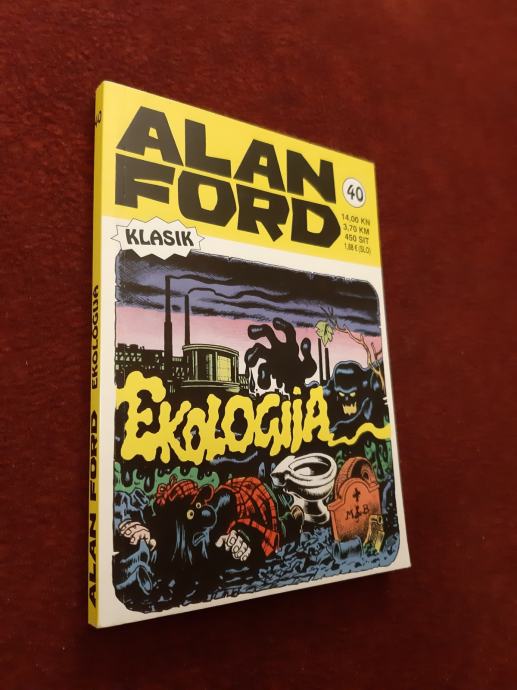 ALAN
FORD
40
14,00 KN
3,70 KM
450 SIT
1,88 € (SLO)
KLASIK
EKOLOGIJA
M&B
ALAN FORD EKOLOGIJA 40